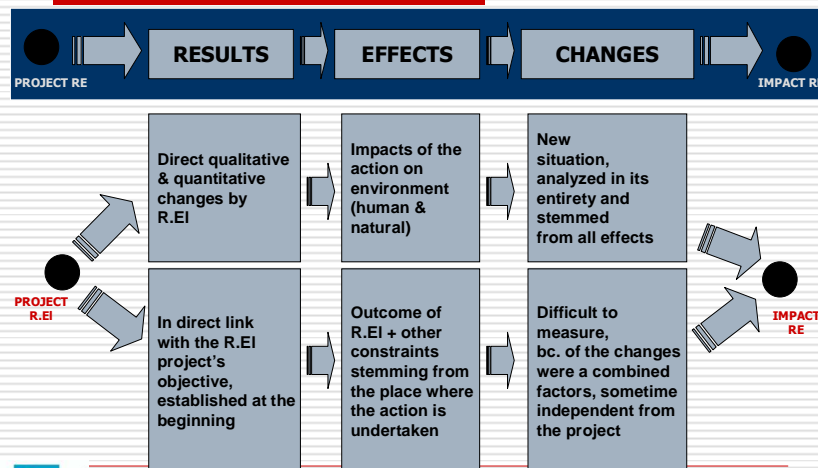 RESULTS
EFFECTS
CHANGES
PROJECT RE
IMPACT RE
Direct qualitative
& quantitative
changes by
R.EI
Impacts of the
action on
environment
(human &
natural)
New
situation,
analyzed in its
entirety and
stemmed
from all effects
PROJECT
R.EI
IMPACT
RE
In direct link
with the R.EI
project's
objective,
established at the
beginning
Outcome of
R.EI + other
constraints
stemming from
the place where
the action is
undertaken
Difficult to
measure,
bc. of the changes
were a combined
factors, sometime
independent from
the project